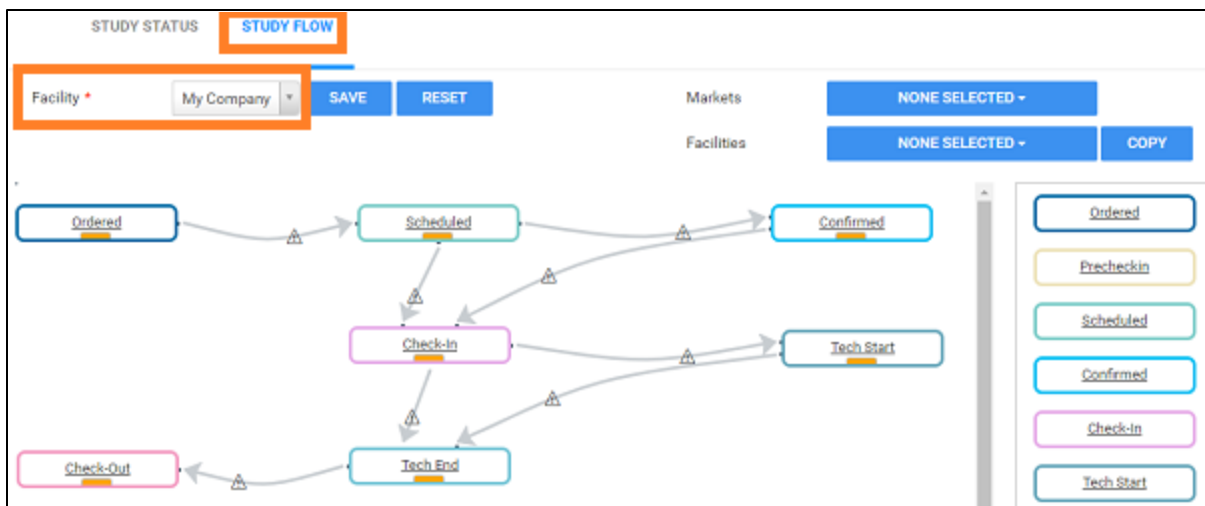 STUDY STATUS STUDY FLOW
Facility * My Company SAVE RESET Markets NONE SELECTED
Facilities NONE SELECTED COPY
Ordered Scheduled Confirmed Ordered
Precheckin
Scheduled
Check-In Tech Start
Confirmed
Check-In
Check-Out Tech End Tech Start